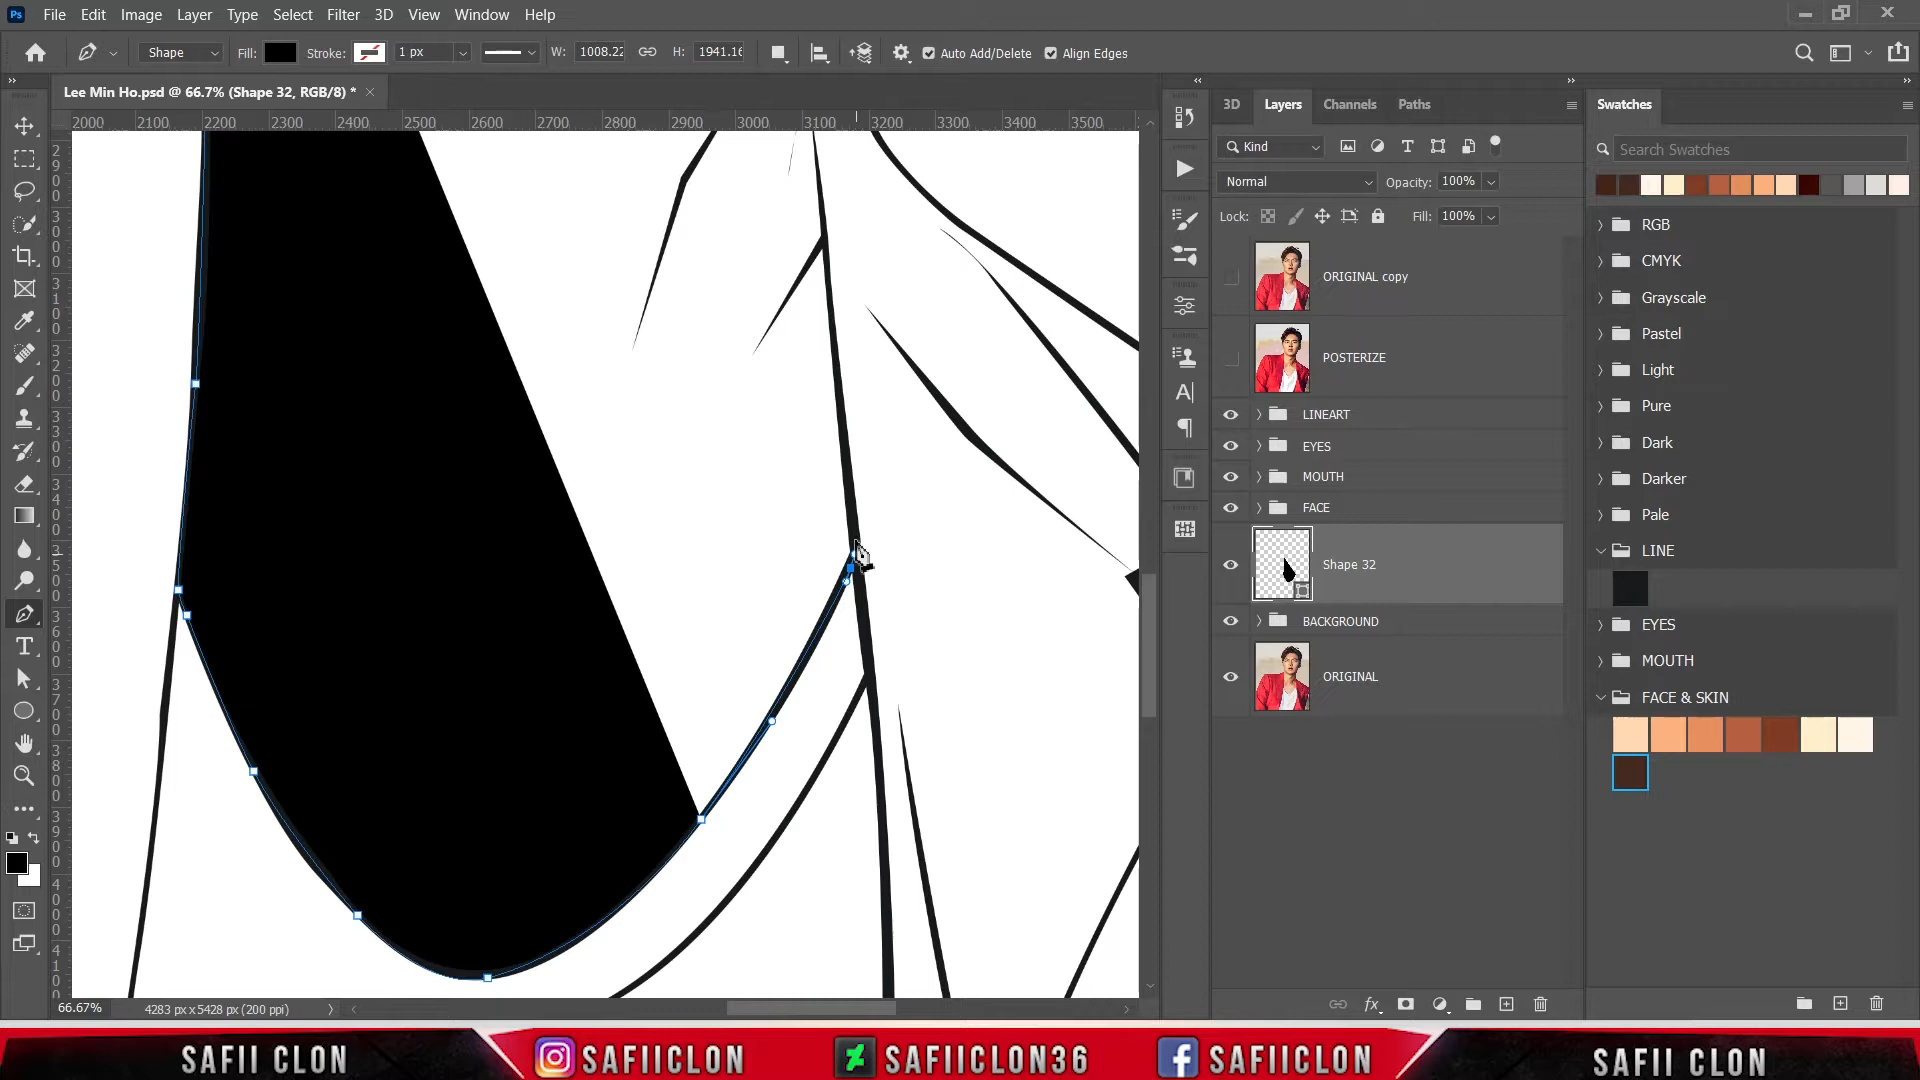 Ps File Edit Image Layer Type Select Filter 3D View Window Help
Shape Fill: Stroke: 1 px W: 1008.22 H: 1941.16 Auto Add/Delete Align Edges
Lee Min Ho.psd @ 66.7% (Shape 32, RGB/8) *
2000 2100 2200 2300 2400 2500 2600 2700 2800 2900 3000 3100 3200 3300 3400 3500
3D Layers Channels Paths
Kind
Normal Opacity: 100%
Lock: Fill: 100%
ORIGINAL copy
POSTERIZE
LINEART
EYES
MOUTH
FACE
Shape 32
BACKGROUND
ORIGINAL
Swatches
Search Swatches
RGB
CMYK
Grayscale
Pastel
Light
Pure
Dark
Darker
Pale
LINE
EYES
MOUTH
FACE & SKIN
66.67% 4283 px x 5428 px (200 ppi)
fx
SAFII CLON SAFIICLON SAFIICLON36 SAFIICLON SAFII CLON